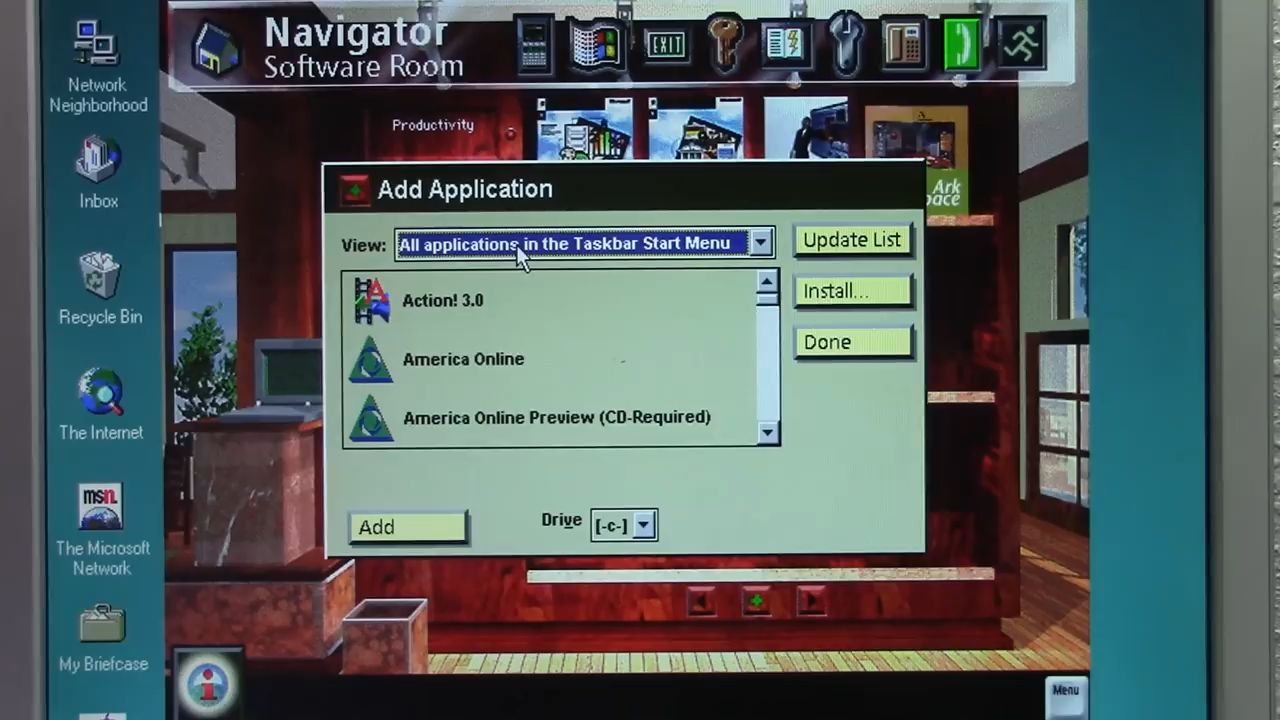 Navigator
Software Room
EXIT
Network
Neighborhood
Inbox
Recycle Bin
The Internet
msn.
The Microsoft
Network
My Briefcase
Productivity
Ark
pace
Add Application
View: All applications in the Taskbar Start Menu
Update List
Action! 3.0
Install...
America Online
Done
America Online Preview (CD-Required)
Add
Drive [-c-]
Menu